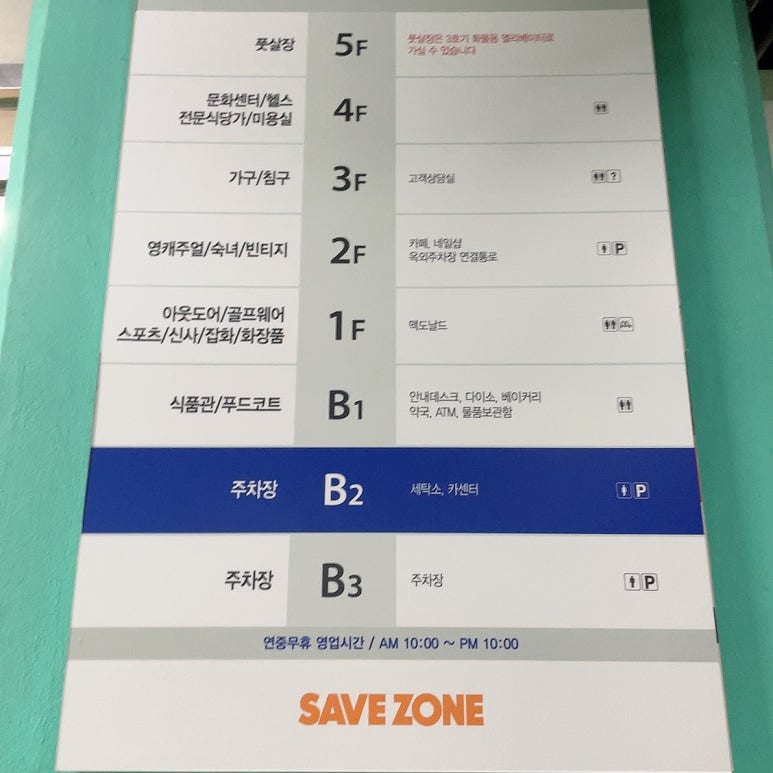 풋살장 5F 풋살장은 2호기 화물용 엘리베이터로
가실 수 있습니다
문화센터/헬스
전문식당가/미용실 4F
가구/침구 3F 고객상담실 ?
영캐주얼/숙녀/빈티지 2F 카페, 네일샵
옥외주차장 연결통로 P
아웃도어/골프웨어
스포츠/신사/잡화/화장품 1F 맥도날드
식품관/푸드코트 B1 안내데스크, 다이소, 베이커리
약국, ATM, 물품보관함
주차장 B2 세탁소, 카센터 P
주차장 B3 주차장 P
연중무휴 영업시간 / AM 10:00 ~ PM 10:00
SAVE ZONE